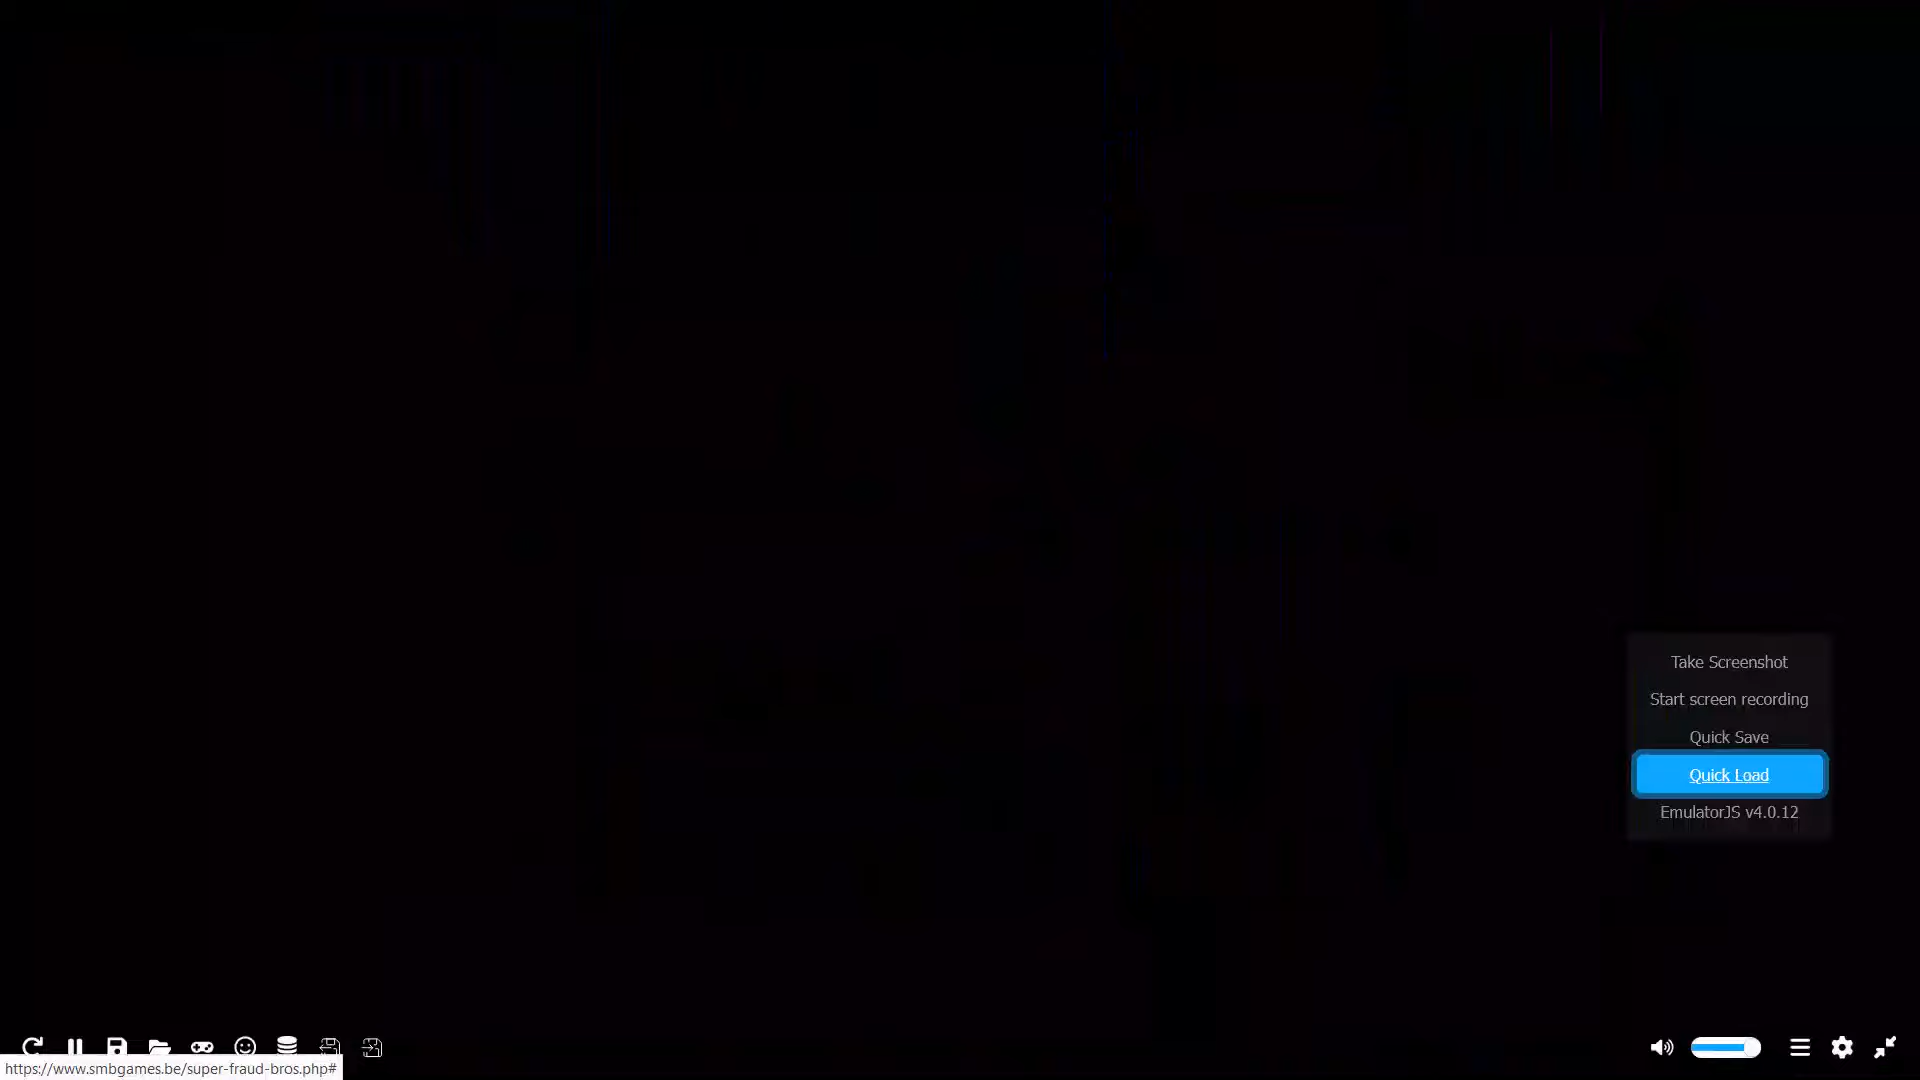 Take Screenshot
Start screen recording
Quick Save
Quick Load
EmulatorJS v4.0.12
https://www.smbgames.be/super-fraud-bros.php#